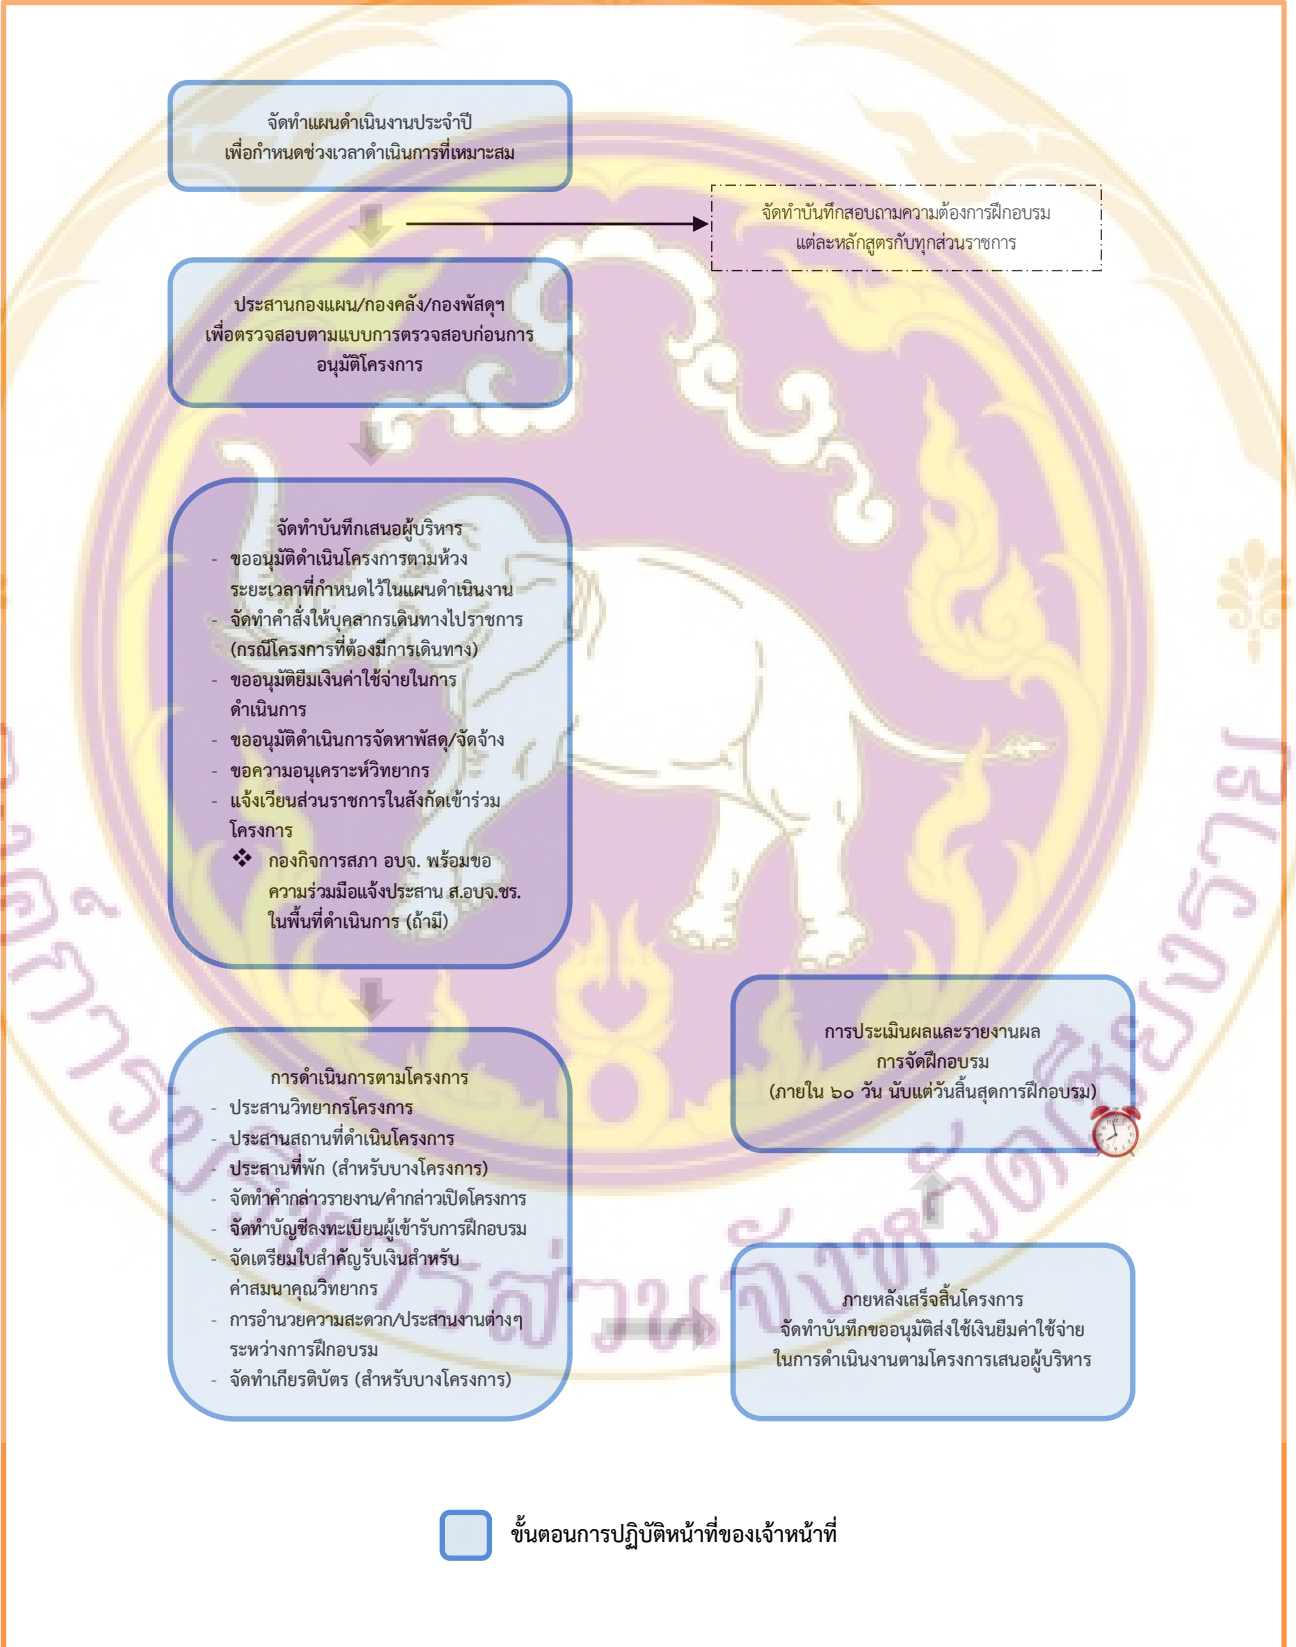 จัดทำแผนดำเนินงานประจำปี
เพื่อกำหนดช่วงเวลาดำเนินการที่เหมาะสม
จัดทำบันทึกสอบถามความต้องการฝึกอบรม
แต่ละหลักสูตรกับทุกส่วนราชการ
ประสานกองแผน/กองคลัง/กองพัสดุฯ
เพื่อตรวจสอบตามแบบการตรวจสอบก่อนการ
อนุมัติโครงการ
จัดทำบันทึกเสนอผู้บริหาร
- ขออนุมัติดำเนินโครงการตามห้วง
ระยะเวลาที่กำหนดไว้ในแผนดำเนินงาน
- จัดทำคำสั่งให้บุคลากรเดินทางไปราชการ
(กรณีโครงการที่ต้องมีการเดินทาง)
- ขออนุมัติยืมเงินค่าใช้จ่ายในการ
ดำเนินการ
- ขออนุมัติดำเนินการจัดหาพัสดุ/จัดจ้าง
- ขอความอนุเคราะห์วิทยากร
- แจ้งเวียนส่วนราชการในสังกัดเข้าร่วม
โครงการ
❖ กองกิจการสภา อบจ. พร้อมขอ
ความร่วมมือแจ้งประสาน ส.อบจ.ชร.
ในพื้นที่ดำเนินการ (ถ้ามี)
การดำเนินการตามโครงการ
- ประสานวิทยากรโครงการ
- ประสานสถานที่ดำเนินโครงการ
- ประสานที่พัก (สำหรับบางโครงการ)
- จัดทำคำกล่าวรายงาน/คำกล่าวเปิดโครงการ
- จัดทำบัญชีลงทะเบียนผู้เข้ารับการฝึกอบรม
- จัดเตรียมใบสำคัญรับเงินสำหรับ
ค่าสมนาคุณวิทยากร
- การอำนวยความสะดวก/ประสานงานต่างๆ
ระหว่างการฝึกอบรม
- จัดทำเกียรติบัตร (สำหรับบางโครงการ)
การประเมินผลและรายงานผล
การจัดฝึกอบรม
(ภายใน ๖๐ วัน นับแต่วันสิ้นสุดการฝึกอบรม)
ภายหลังเสร็จสิ้นโครงการ
จัดทำบันทึกขออนุมัติส่งใช้เงินยืมค่าใช้จ่าย
ในการดำเนินงานตามโครงการเสนอผู้บริหาร
ขั้นตอนการปฏิบัติหน้าที่ของเจ้าหน้าที่
องค์การบริหารส่วนจังหวัดเชียงราย